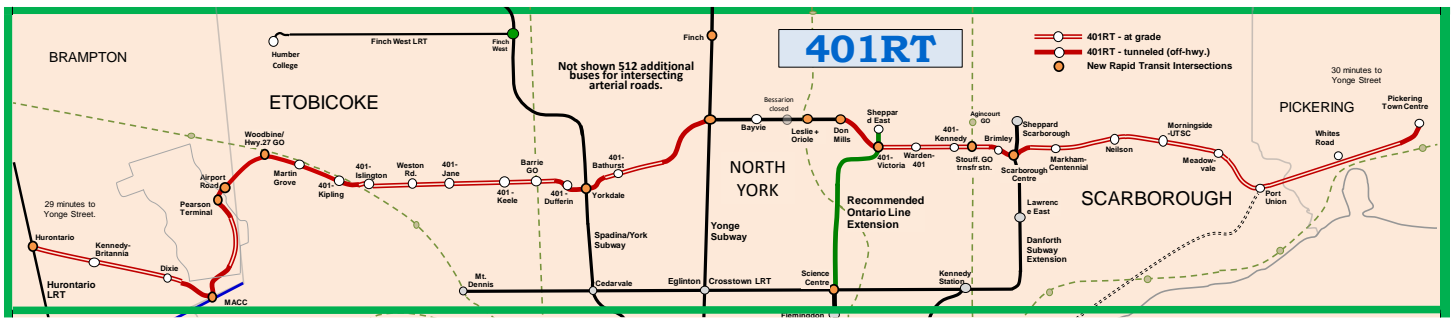 401RT
401RT - at grade
401RT - tunneled (off-hwy.)
New Rapid Transit Intersections
BRAMPTON
Humber
College
Finch West LRT
Finch
West
Finch
Not shown 512 additional
buses for intersecting
arterial roads.
ETOBICOKE
30 minutes to
Yonge Street
PICKERING
Pickering
Town Centre
Woodbine/
Hwy.27 GO
Airport
Road
Pearson
Terminal
Martin
Grove
401-
Kipling
401-
Islington
Weston
Rd.
401-
Jane
401
-Keele
Barrie
GO
401-
Dufferin
Yorkdale
401-
Bathurst
Bayvie
Bessarion
closed
Leslie +
Oriole
Don
Mills
Sheppar
d East
401-
Victoria
Warden-
401
401-
Kennedy
Agincourt
GO
Stouff. GO
trnsfr stn.
Brimley
Sheppard
Scarborough
Scarborough
Centre
Markham-
Centennial
Neilson
Morningside
-UTSC
Meadow-
vale
Port
Union
Whites
Road
29 minutes to
Yonge Street.
Hurontario
Kennedy-
Britannia
Dixie
MACC
Hurontario
LRT
NORTH
YORK
SCARBOROUGH
Recommended
Ontario Line
Extension
Lawrenc
e East
Spadina/York
Subway
Yonge
Subway
Danforth
Subway
Extension
Mt.
Dennis
Cedarvale
Eglinton Crosstown LRT
Science
Centre
Kennedy
Station
Flemingdon